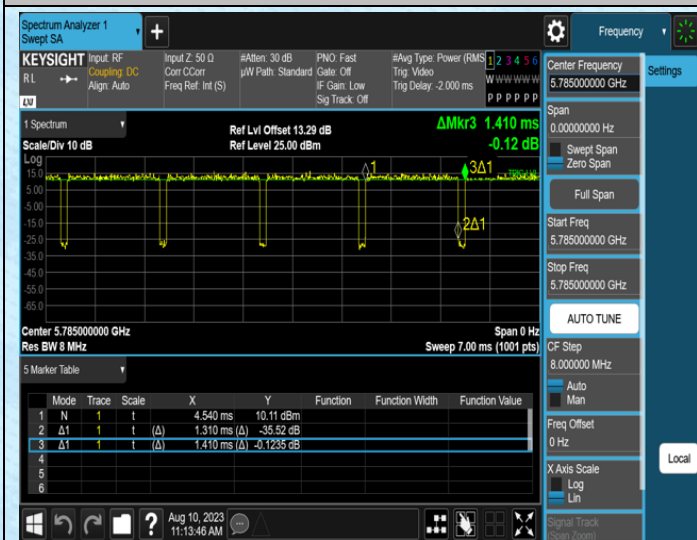 Spectrum Analyzer 1
Swept SA
+
Frequency
KEYSIGHT
RL
LXI
Input: RF
Coupling: DC
Align: Auto
Input Z: 50 Ω
Corr CCorr
Freq Ref: Int (S)
#Atten: 30 dB
µW Path: Standard
PNO: Fast
Gate: Off
IF Gain: Low
Sig Track: Off
#Avg Type: Power (RMS
Trig: Video
Trig Delay: -2.000 ms
1 2 3 4 5 6
W W W W W W
P P P P P P
1 Spectrum
Scale/Div 10 dB
Ref Lvl Offset 13.29 dB
Ref Level 25.00 dBm
ΔMkr3 1.410 ms
-0.12 dB
Log
15.0
5.00
-5.00
-15.0
-25.0
-35.0
-45.0
-55.0
-65.0
1
3Δ1
TRIG LVL
2Δ1
Center 5.785000000 GHz
Res BW 8 MHz
Span 0 Hz
Sweep 7.00 ms (1001 pts)
5 Marker Table
Mode Trace Scale X Y Function Function Width Function Value
1 N 1 t 4.540 ms 10.11 dBm
2 Δ1 1 t (Δ) 1.310 ms (Δ) -35.52 dB
3 Δ1 1 t (Δ) 1.410 ms (Δ) -0.1235 dB
4
5
6
?
Aug 10, 2023
11:13:46 AM
Center Frequency
5.785000000 GHz
Span
0.00000000 Hz
Swept Span
Zero Span
Full Span
Start Freq
5.785000000 GHz
Stop Freq
5.785000000 GHz
AUTO TUNE
CF Step
8.000000 MHz
Auto
Man
Freq Offset
0 Hz
X Axis Scale
Log
Lin
Signal Track
(Span Zoom)
Settings
Local